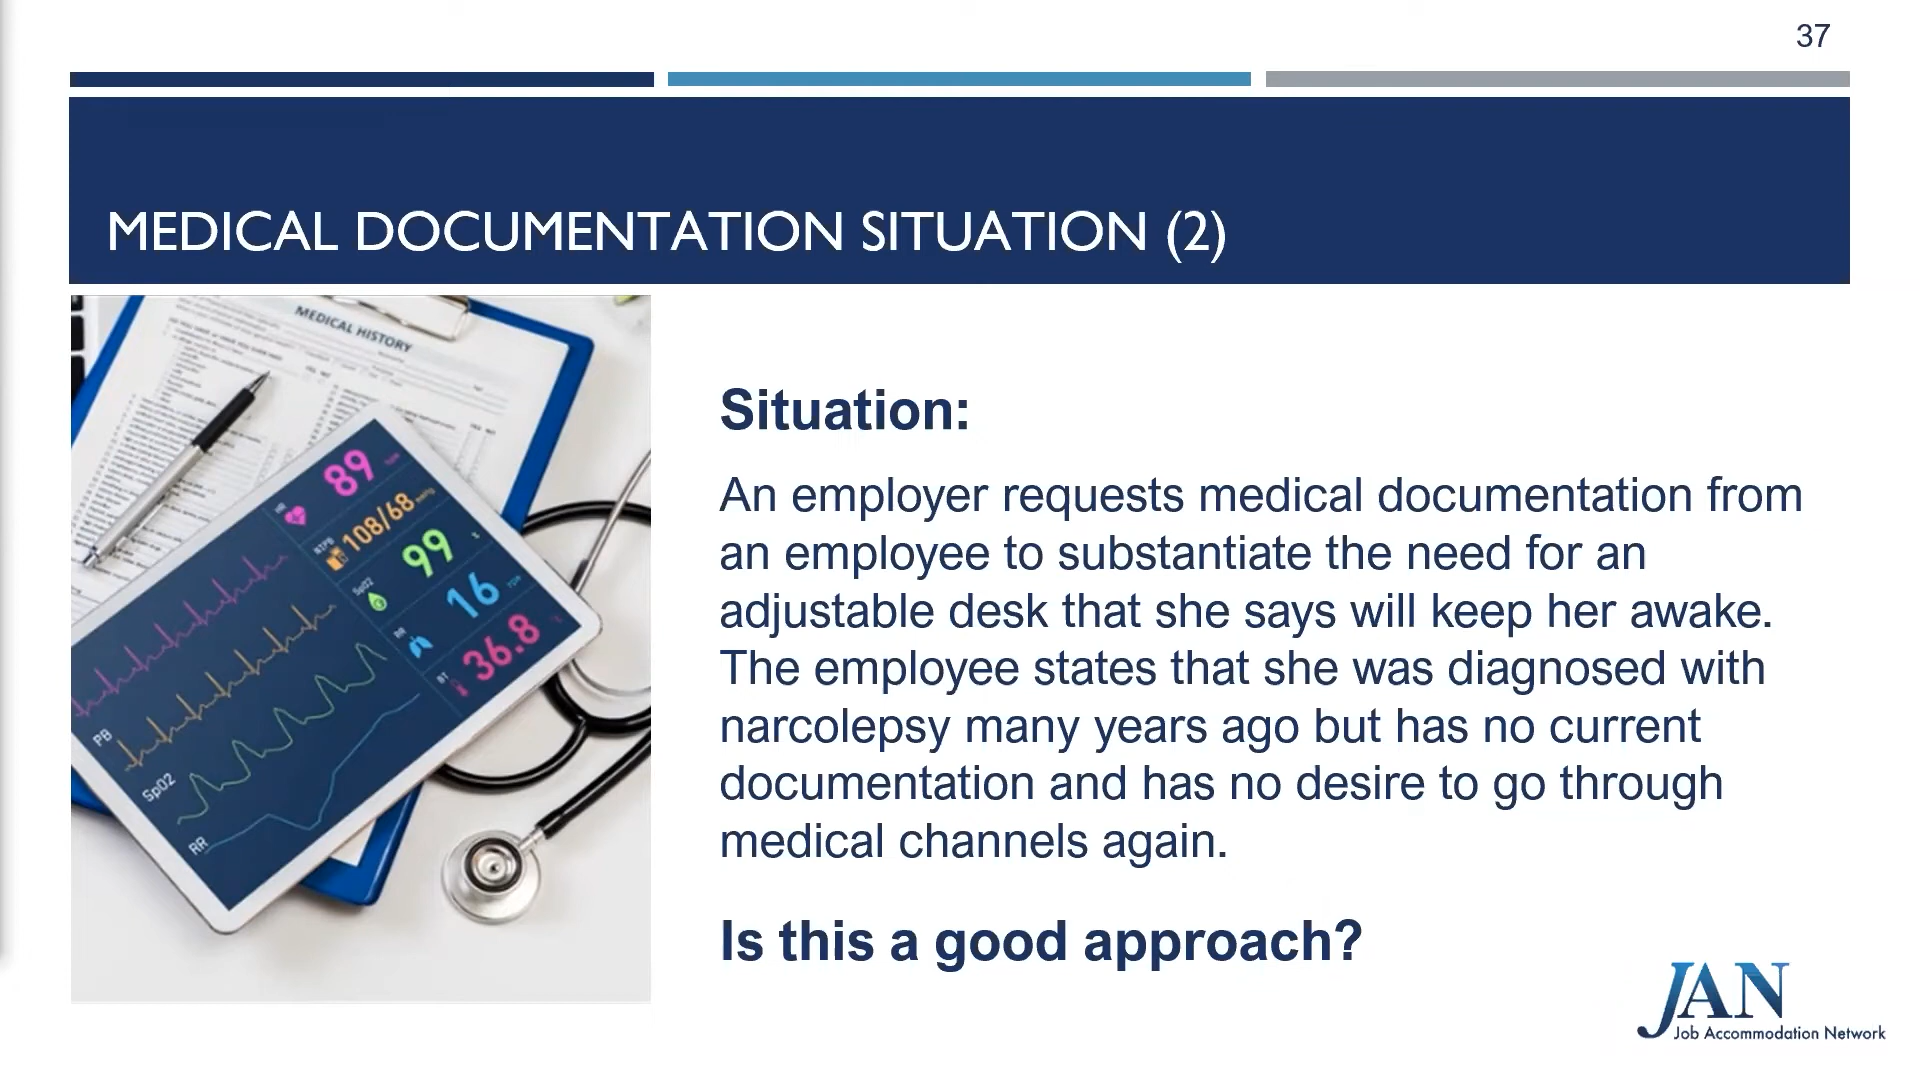 37
MEDICAL DOCUMENTATION SITUATION (2)
MEDICAL HISTORY
89
108/68
99
16
36.8
PB
SpO2
RR
Situation:
An employer requests medical documentation from
an employee to substantiate the need for an
adjustable desk that she says will keep her awake.
The employee states that she was diagnosed with
narcolepsy many years ago but has no current
documentation and has no desire to go through
medical channels again.
Is this a good approach?
JAN
Job Accommodation Network